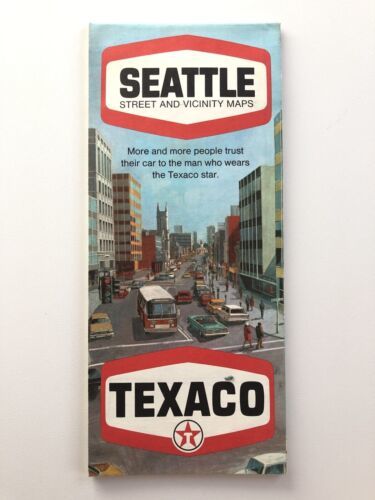 SEATTLE
STREET AND VICINITY MAPS
More and more people trust
their car to the man who wears
the Texaco star.
TEXACO
T